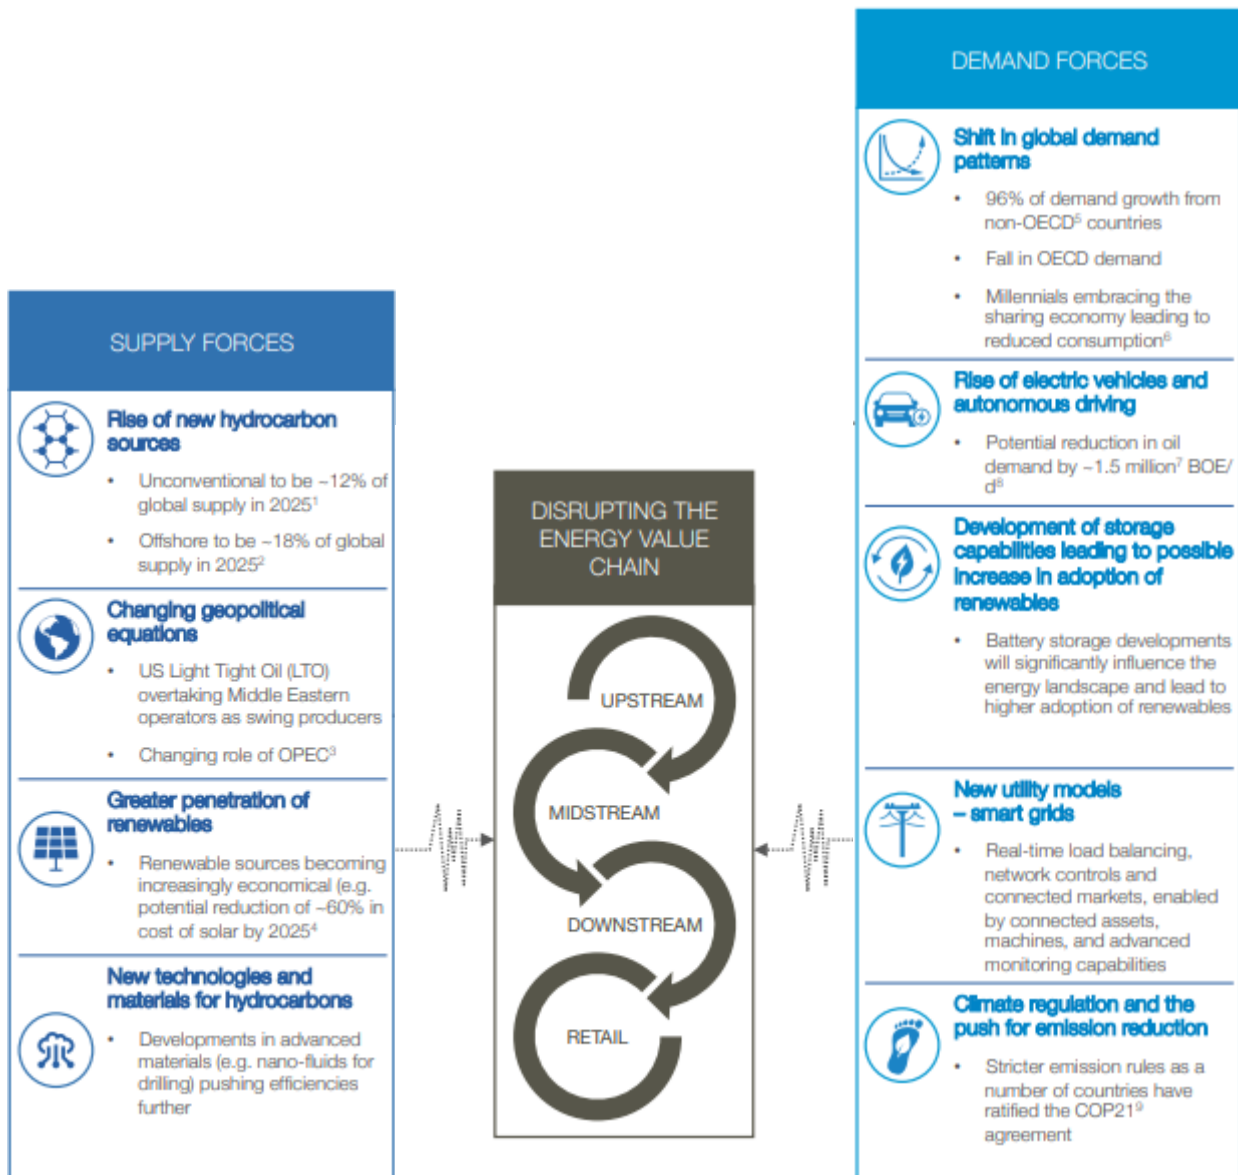 SUPPLY FORCES
Rise of new hydrocarbon
sources
• Unconventional to be ~12% of
global supply in 2025¹
• Offshore to be ~18% of global
supply in 2025²
Changing geopolitical
equations
• US Light Tight Oil (LTO)
overtaking Middle Eastern
operators as swing producers
• Changing role of OPEC³
Greater penetration of
renewables
• Renewable sources becoming
increasingly economical (e.g.
potential reduction of ~60% in
cost of solar by 2025⁴
New technologies and
materials for hydrocarbons
• Developments in advanced
materials (e.g. nano-fluids for
drilling) pushing efficiencies
further
DISRUPTING THE
ENERGY VALUE
CHAIN
UPSTREAM
MIDSTREAM
DOWNSTREAM
RETAIL
DEMAND FORCES
Shift in global demand
patterns
• 96% of demand growth from
non-OECD⁵ countries
• Fall in OECD demand
• Millennials embracing the
sharing economy leading to
reduced consumption⁶
Rise of electric vehicles and
autonomous driving
• Potential reduction in oil
demand by ~1.5 million⁷ BOE/
d⁸
Development of storage
capabilities leading to possible
increase in adoption of
renewables
• Battery storage developments
will significantly influence the
energy landscape and lead to
higher adoption of renewables
New utility models
– smart grids
• Real-time load balancing,
network controls and
connected markets, enabled
by connected assets,
machines, and advanced
monitoring capabilities
Climate regulation and the
push for emission reduction
• Stricter emission rules as a
number of countries have
ratified the COP21⁹
agreement